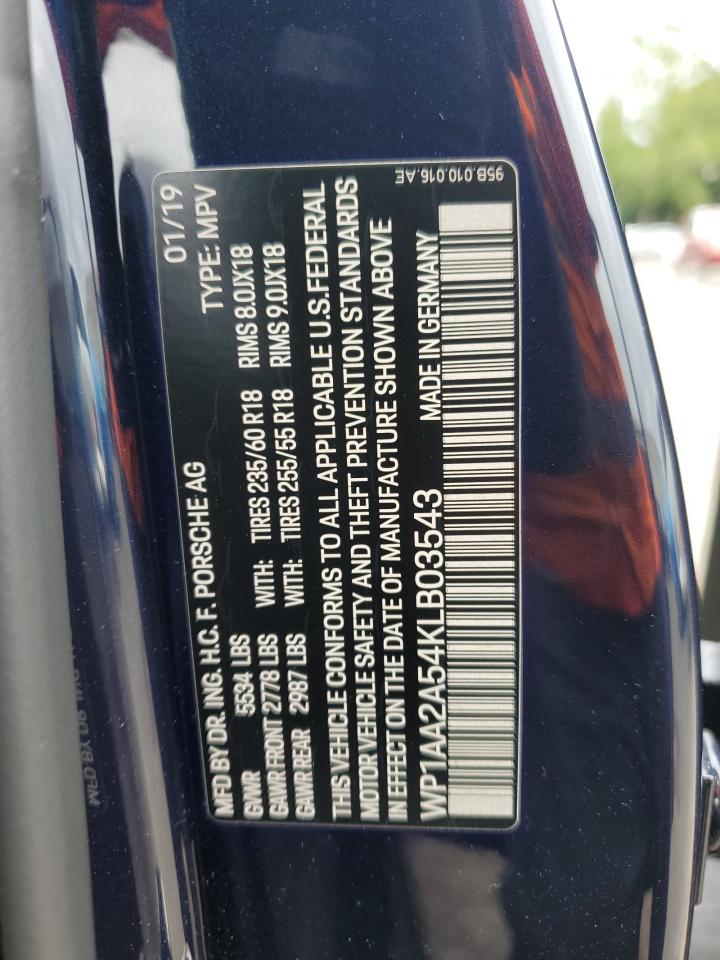 MFD BY DR. ING. H.C. F. PORSCHE AG 01/19
GVWR 5534 LBS TYPE: MPV
GAWR FRONT 2778 LBS WITH: TIRES 235/60 R18 RIMS 8.0JX18
GAWR REAR 2987 LBS WITH: TIRES 255/55 R18 RIMS 9.0JX18
THIS VEHICLE CONFORMS TO ALL APPLICABLE U.S.FEDERAL
MOTOR VEHICLE SAFETY AND THEFT PREVENTION STANDARDS
IN EFFECT ON THE DATE OF MANUFACTURE SHOWN ABOVE
WP1AA2A54KLB03543 MADE IN GERMANY
95B.010.016.AE